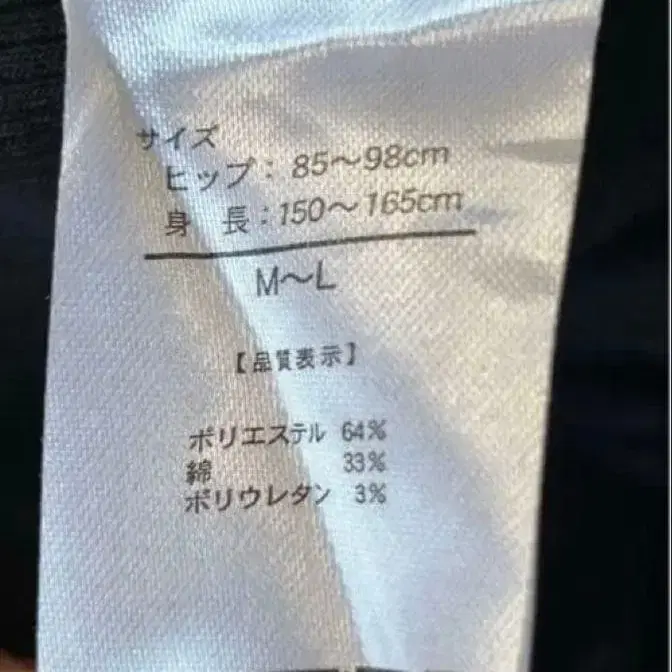 サイズ
ヒップ：85～98cm
身 長：150～165cm
M～L
【品質表示】
ポリエステル 64%
綿 33%
ポリウレタン 3%